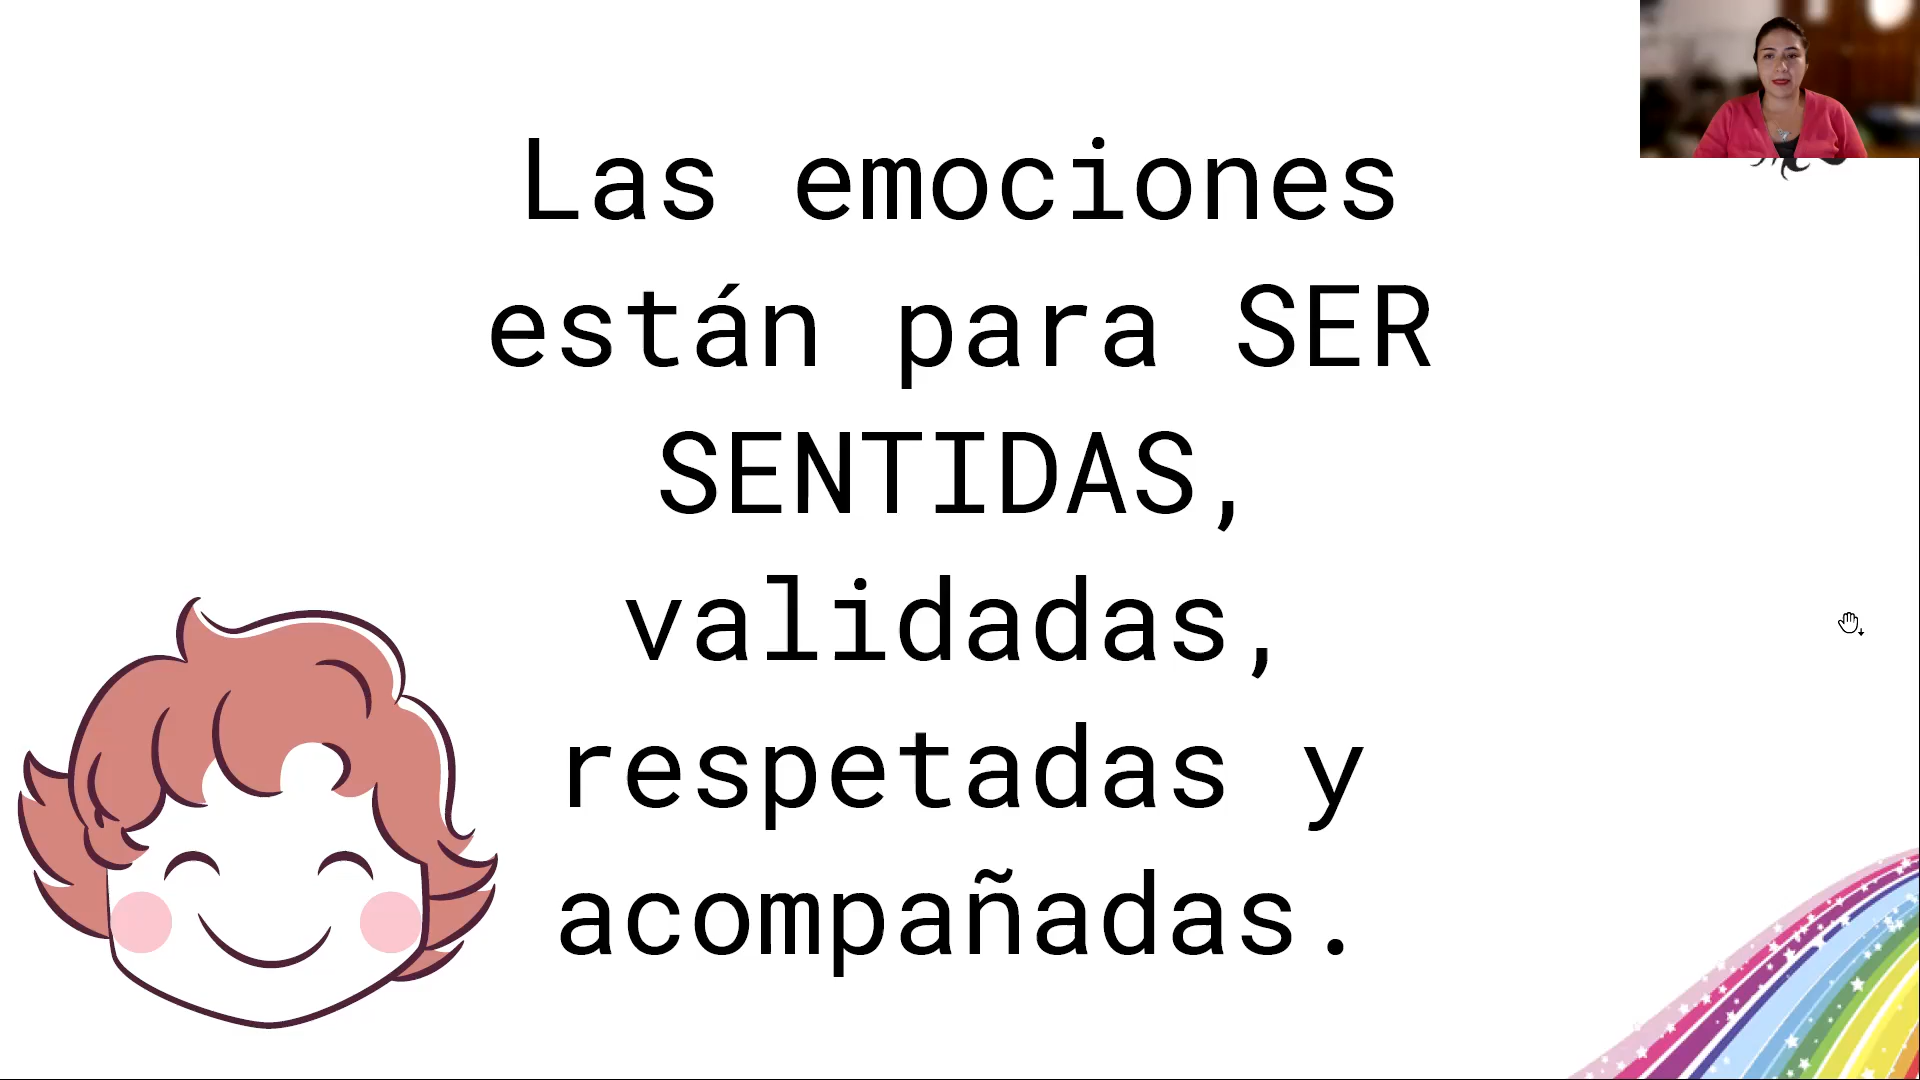 Las emociones
están para SER
SENTIDAS,
validadas,
respetadas y
acompañadas.